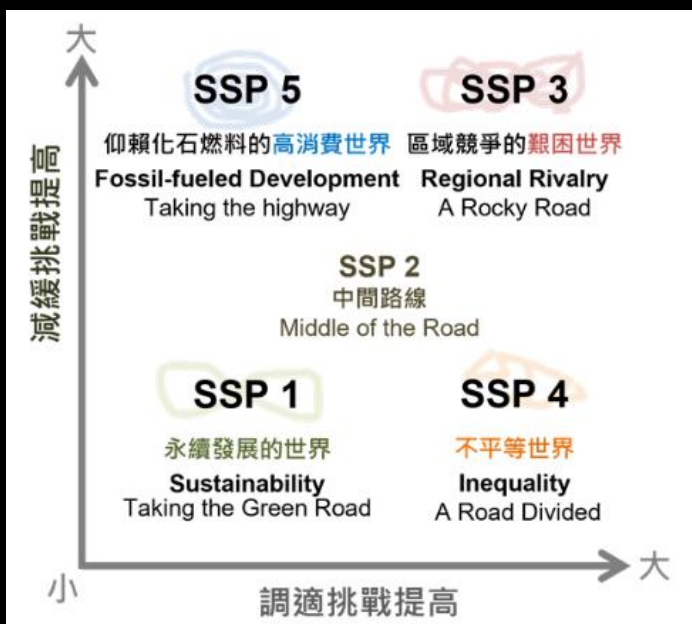 大
SSP 5
仰賴化石燃料的高消費世界
Fossil-fueled Development
Taking the highway
SSP 3
區域競爭的艱困世界
Regional Rivalry
A Rocky Road
減緩挑戰提高
SSP 2
中間路線
Middle of the Road
SSP 1
永續發展的世界
Sustainability
Taking the Green Road
SSP 4
不平等世界
Inequality
A Road Divided
小
調適挑戰提高
大